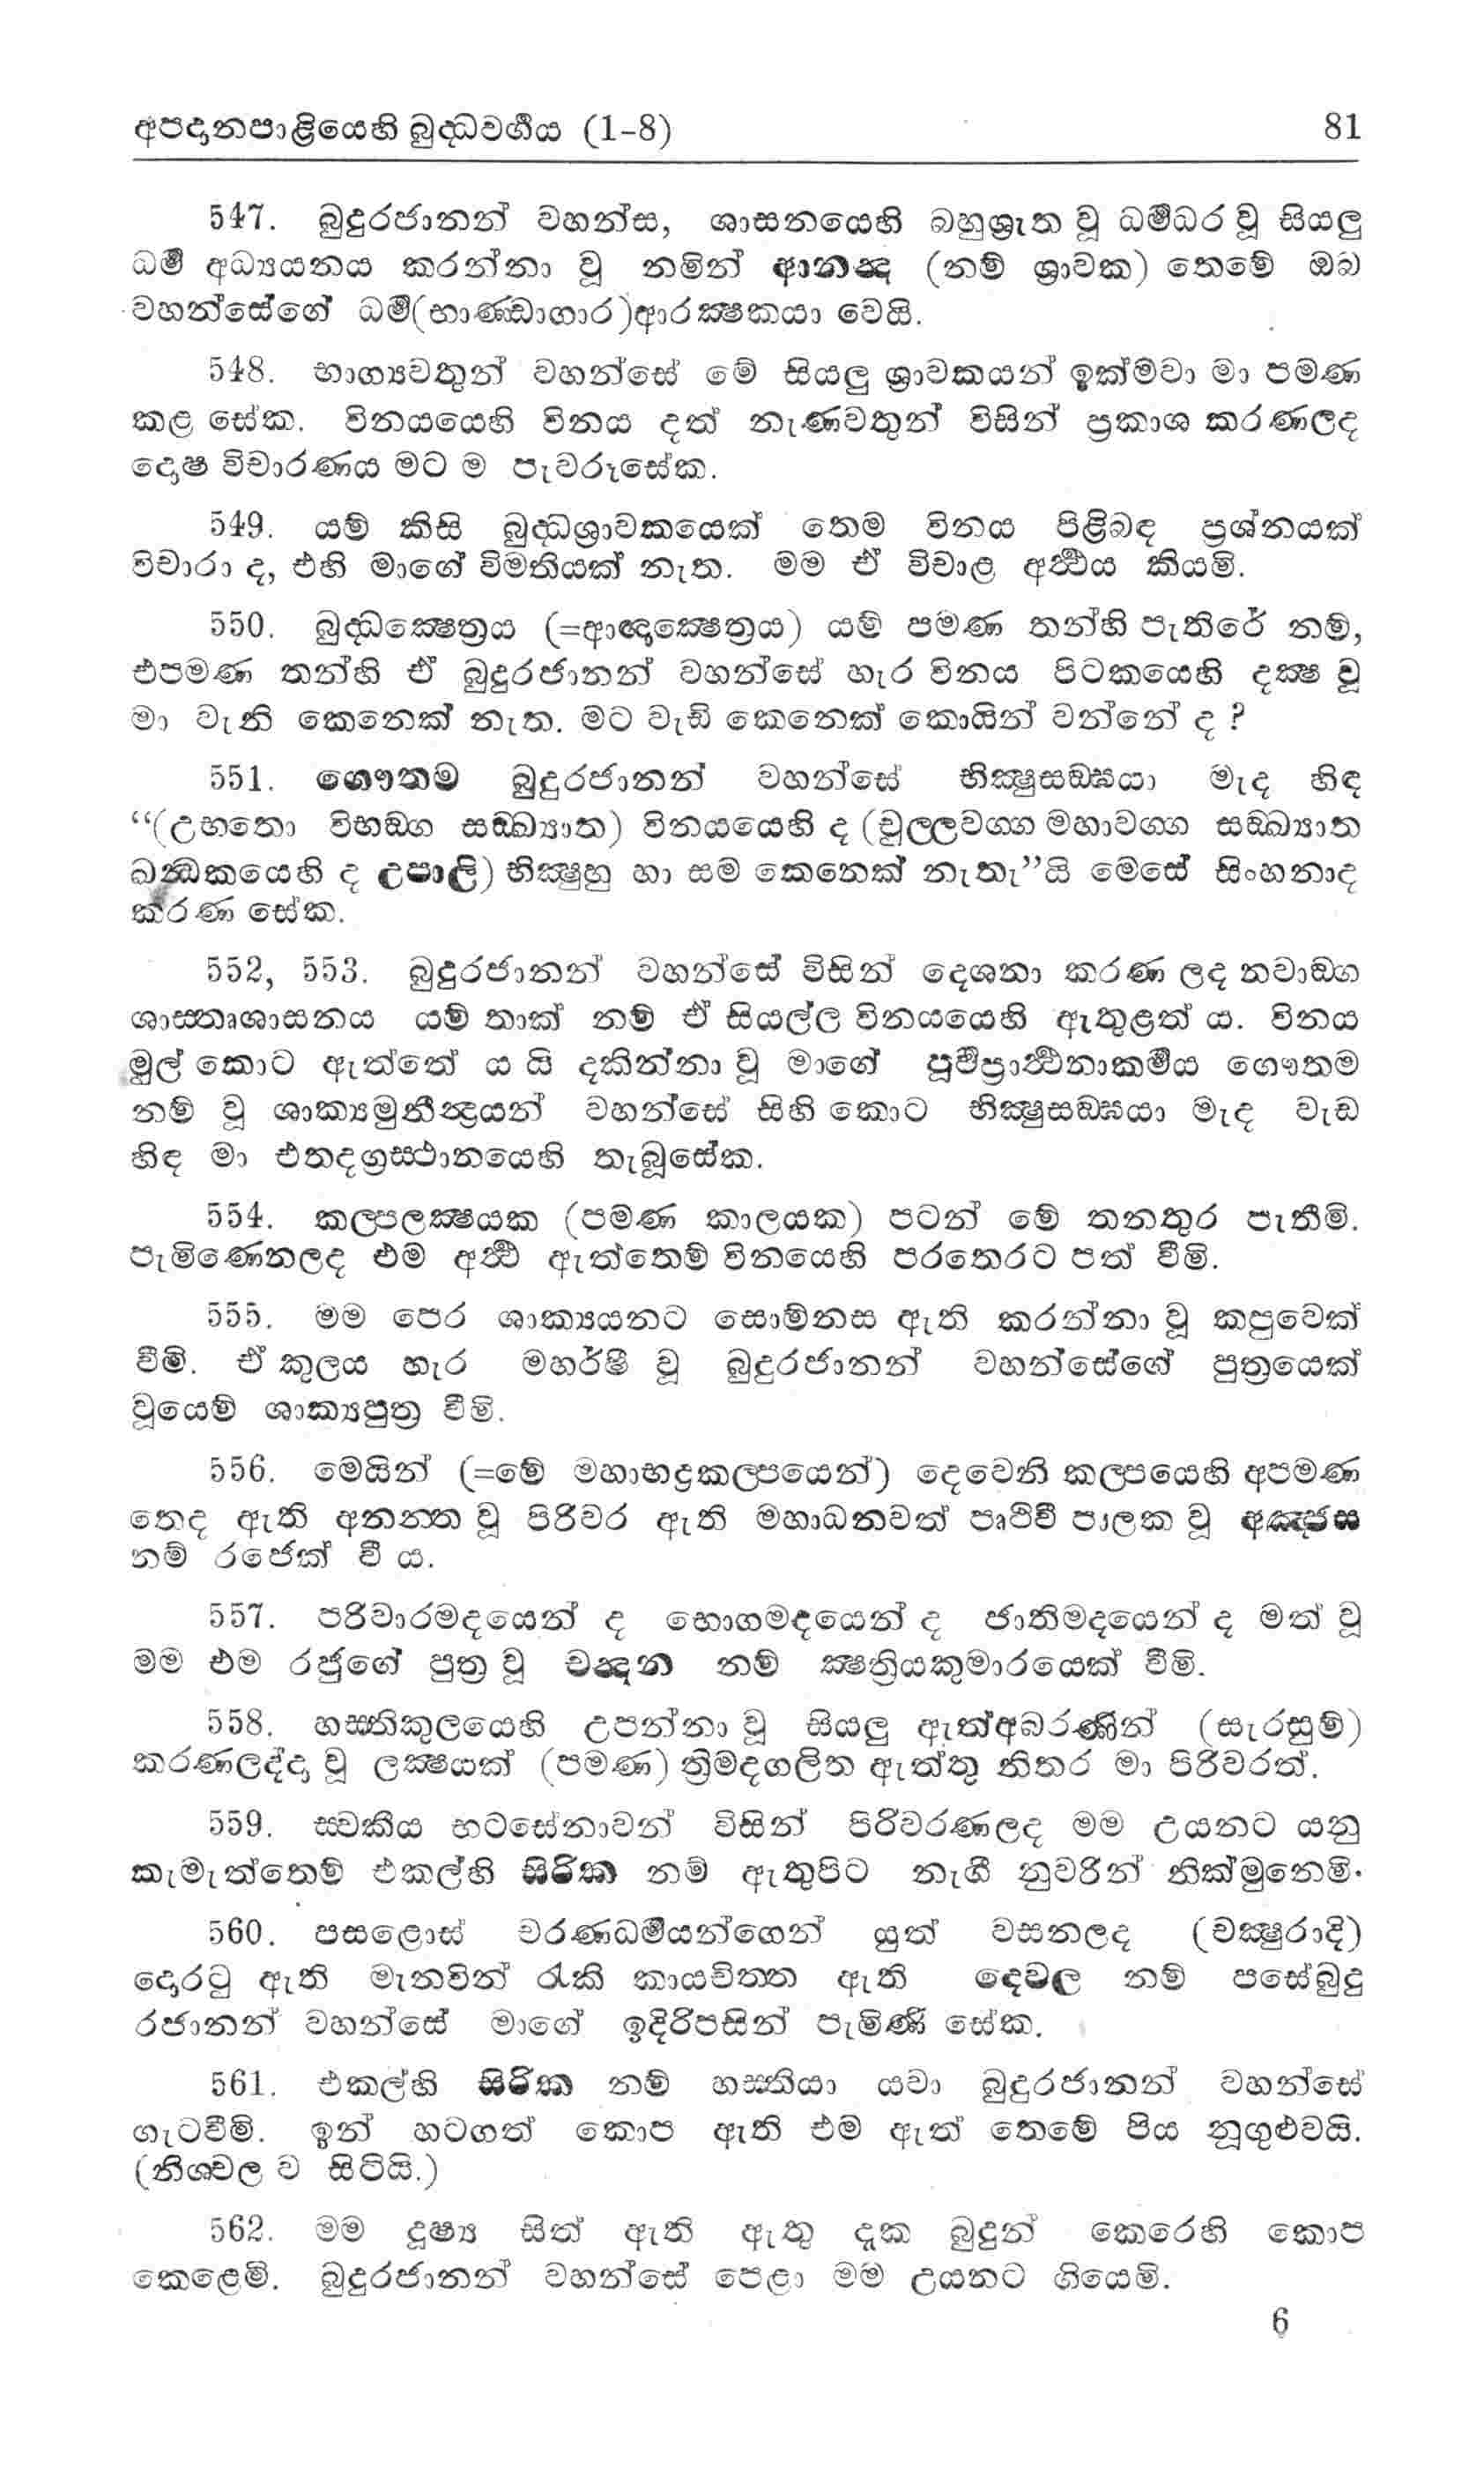 අපදානපාළියෙහි බුද්ධවර්ගය (1-8) 81
547. බුදුරජානන් වහන්ස, ශාසනයෙහි බහුශ්‍රැත වූ ධර්මධර වූ සියලු
ධර්ම අධ්‍යයනය කරන්නා වූ නමින් ආනන්‍ද (නම් ශ්‍රාවක) තෙමේ ඔබ
වහන්සේගේ ධර්ම(භාණ්ඩාගාර)ආරක්‍ෂකයා වෙයි.
548. භාග්‍යවතුන් වහන්සේ මේ සියලු ශ්‍රාවකයන් ඉක්මවා මා පමණ
කළ සේක. විනයයෙහි විනය දත් නැණවතුන් විසින් ප්‍රකාශ කරණලද
දොෂ විචාරණය මට ම පැවරූසේක.
549. යම් කිසි බුද්ධශ්‍රාවකයෙක් තෙම විනය පිළිබඳ ප්‍රශ්නයක්
විචාරා ද, එහි මාගේ විමතියක් නැත. මම ඒ විචාළ අර්ථය කියමි.
550. බුද්ධක්‍ෂෙත්‍රය (=ආඥාක්‍ෂෙත්‍රය) යම් පමණ තන්හි පැතිරේ නම්,
එපමණ තන්හි ඒ බුදුරජානන් වහන්සේ හැර විනය පිටකයෙහි දක්‍ෂ වූ
මා වැනි කෙනෙක් නැත. මට වැඩි කෙනෙක් කොයින් වන්නේ ද ?
551. ගෞතම බුදුරජානන් වහන්සේ භික්‍ෂුසඞ්ඝයා මැද හිඳ
“(උභතො විභඞ්ග සඞ්ඛ්‍යාත) විනයයෙහි ද (චූල්ලවග්ග මහාවග්ග සඞ්ඛ්‍යාත
ඛන්‍ධකයෙහි ද උපාලි) භික්‍ෂුහු හා සම කෙනෙක් නැතැ”යි මෙසේ සිංහනාද
කරණ සේක.
552, 553. බුදුරජානන් වහන්සේ විසින් දෙශනා කරණ ලද නවාඞ්ග
ශාස්තෘශාසනය යම් තාක් නම් ඒ සියල්ල විනයයෙහි ඇතුළත් ය. විනය
මුල් කොට ඇත්තේ ය යි දකින්නා වූ මාගේ පූර්වප්‍රාර්ථනාකර්මය ගෞතම
නම් වූ ශාක්‍යමුනීන්‍ද්‍රයන් වහන්සේ සිහි කොට භික්‍ෂුසඞ්ඝයා මැද වැඩ
හිඳ මා එතදග්‍රස්ථානයෙහි තැබූසේක.
554. කල්පලක්‍ෂයක (පමණ කාලයක) පටන් මේ තනතුර පැතීමි.
පැමිණෙනලද එම අර්ථ ඇත්තෙම් විනයෙහි පරතෙරට පත් වීමි.
555. මම පෙර ශාක්‍යයනට සොම්නස ඇති කරන්නා වූ කපුවෙක්
වීමි. ඒ කුලය හැර මහර්ෂී වූ බුදුරජානන් වහන්සේගේ පුත්‍රයෙක්
වූයෙම් ශාක්‍යපුත්‍ර වීමි.
556. මෙයින් (=මේ මහාභද්‍රකල්පයෙන්) දෙවෙනි කල්පයෙහි අපමණ
තෙද ඇති අනන්ත වූ පිරිවර ඇති මහාධනවත් පෘථිවි පාලක වූ අඤ්ජස
නම් රජෙක් වී ය.
557. පරිවාරමදයෙන් ද භොගමදයෙන් ද ජාතිමදයෙන් ද මත් වූ
මම එම රජුගේ පුත්‍ර වූ චන්‍දන නම් ක්‍ෂත්‍රියකුමාරයෙක් වීමි.
558. හස්තිකුලයෙහි උපන්නා වූ සියලු ඇත්අබරණින් (සැරසුම්)
කරණලද්දා වූ ලක්‍ෂයක් (පමණ) ත්‍රිමදගලිත ඇත්තු නිතර මා පිරිවරත්.
559. ස්වකීය භටසේනාවන් විසින් පිරිවරණලද මම උයනට යනු
කැමැත්තෙම් එකල්හි සිරික නම් ඇතුපිට නැගී නුවරින් නික්මුනෙමි.
560. පසළොස් චරණධර්මයන්ගෙන් යුත් වසනලද (චක්‍ෂුරාදි)
දොරටු ඇති මැනවින් රැකි කායචිත්ත ඇති දෙවල නම් පසේබුදු
රජානන් වහන්සේ මාගේ ඉදිරිපසින් පැමිණි සේක.
561. එකල්හි සිරික නම් හස්තියා යවා බුදුරජානන් වහන්සේ
ගැටවීමි. ඉන් හටගත් කොප ඇති එම ඇත් තෙමේ පිය නූගුළුවයි.
(නිශ්චල ව සිටියි.)
562. මම දූෂ්‍ය සිත් ඇති ඇතු දැක බුදුන් කෙරෙහි කොප
කෙළෙමි. බුදුරජානන් වහන්සේ පෙළා මම උයනට ගියෙමි.
6